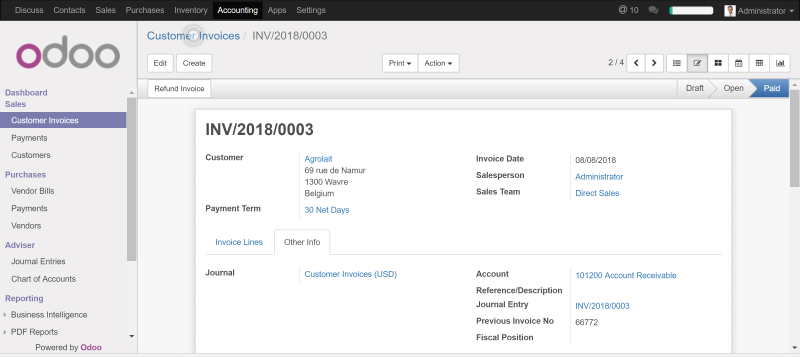 Discuss Contacts Sales Purchases Inventory Accounting Apps Settings @ 10 Administrator
odoo
Customer Invoices / INV/2018/0003
Edit Create Print Action 2 / 4
Refund Invoice Draft Open Paid
Dashboard
Sales
Customer Invoices
Payments
Customers
Purchases
Vendor Bills
Payments
Vendors
Adviser
Journal Entries
Chart of Accounts
Reporting
Business Intelligence
PDF Reports
Powered by Odoo
INV/2018/0003
Customer Agrolait
69 rue de Namur
1300 Wavre
Belgium
Payment Term 30 Net Days
Invoice Date 08/08/2018
Salesperson Administrator
Sales Team Direct Sales
Invoice Lines Other Info
Journal Customer Invoices (USD)
Account 101200 Account Receivable
Reference/Description
Journal Entry INV/2018/0003
Previous Invoice No 66772
Fiscal Position